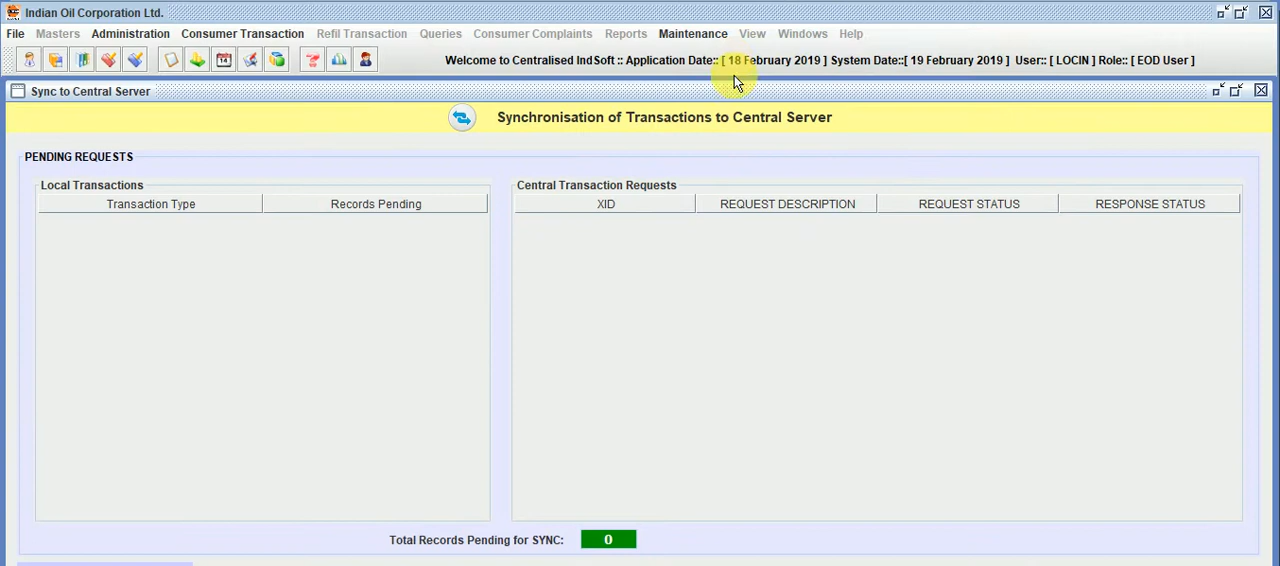 Indian Oil Corporation Ltd.
File Masters Administration Consumer Transaction Refil Transaction Queries Consumer Complaints Reports Maintenance View Windows Help
Welcome to Centralised IndSoft :: Application Date:: [ 18 February 2019 ] System Date::[ 19 February 2019 ] User:: [ LOCIN ] Role:: [ EOD User ]
Sync to Central Server
Synchronisation of Transactions to Central Server
PENDING REQUESTS
Local Transactions Central Transaction Requests
Transaction Type Records Pending XID REQUEST DESCRIPTION REQUEST STATUS RESPONSE STATUS
Total Records Pending for SYNC: 0